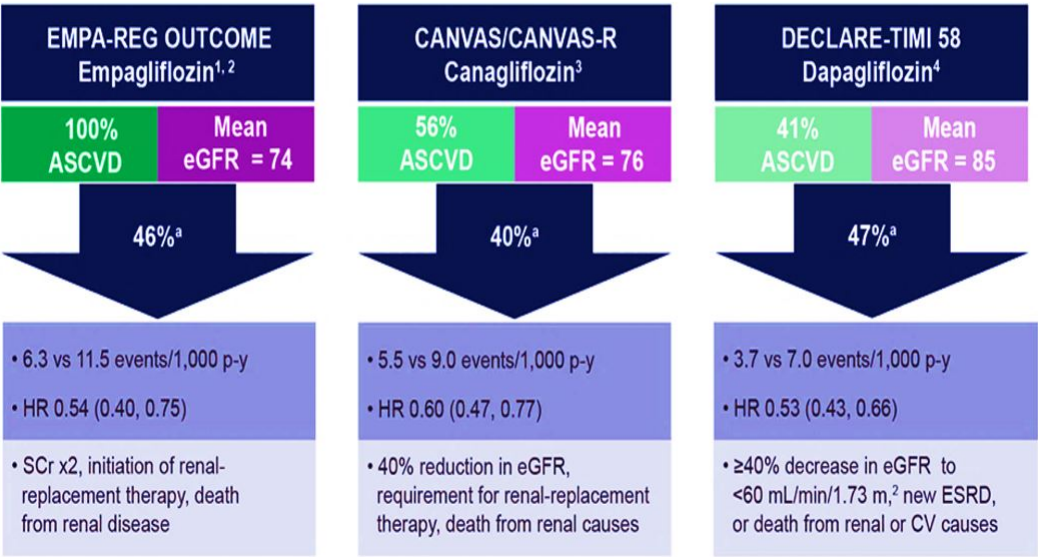 EMPA-REG OUTCOME
Empagliflozin¹,²
100%
ASCVD
Mean
eGFR = 74
46%ᵃ
• 6.3 vs 11.5 events/1,000 p-y
• HR 0.54 (0.40, 0.75)
• SCr x2, initiation of renal-
replacement therapy, death
from renal disease
CANVAS/CANVAS-R
Canagliflozin³
56%
ASCVD
Mean
eGFR = 76
40%ᵃ
• 5.5 vs 9.0 events/1,000 p-y
• HR 0.60 (0.47, 0.77)
• 40% reduction in eGFR,
requirement for renal-replacement
therapy, death from renal causes
DECLARE-TIMI 58
Dapagliflozin⁴
41%
ASCVD
Mean
eGFR = 85
47%ᵃ
• 3.7 vs 7.0 events/1,000 p-y
• HR 0.53 (0.43, 0.66)
• ≥40% decrease in eGFR to
<60 mL/min/1.73 m,² new ESRD,
or death from renal or CV causes